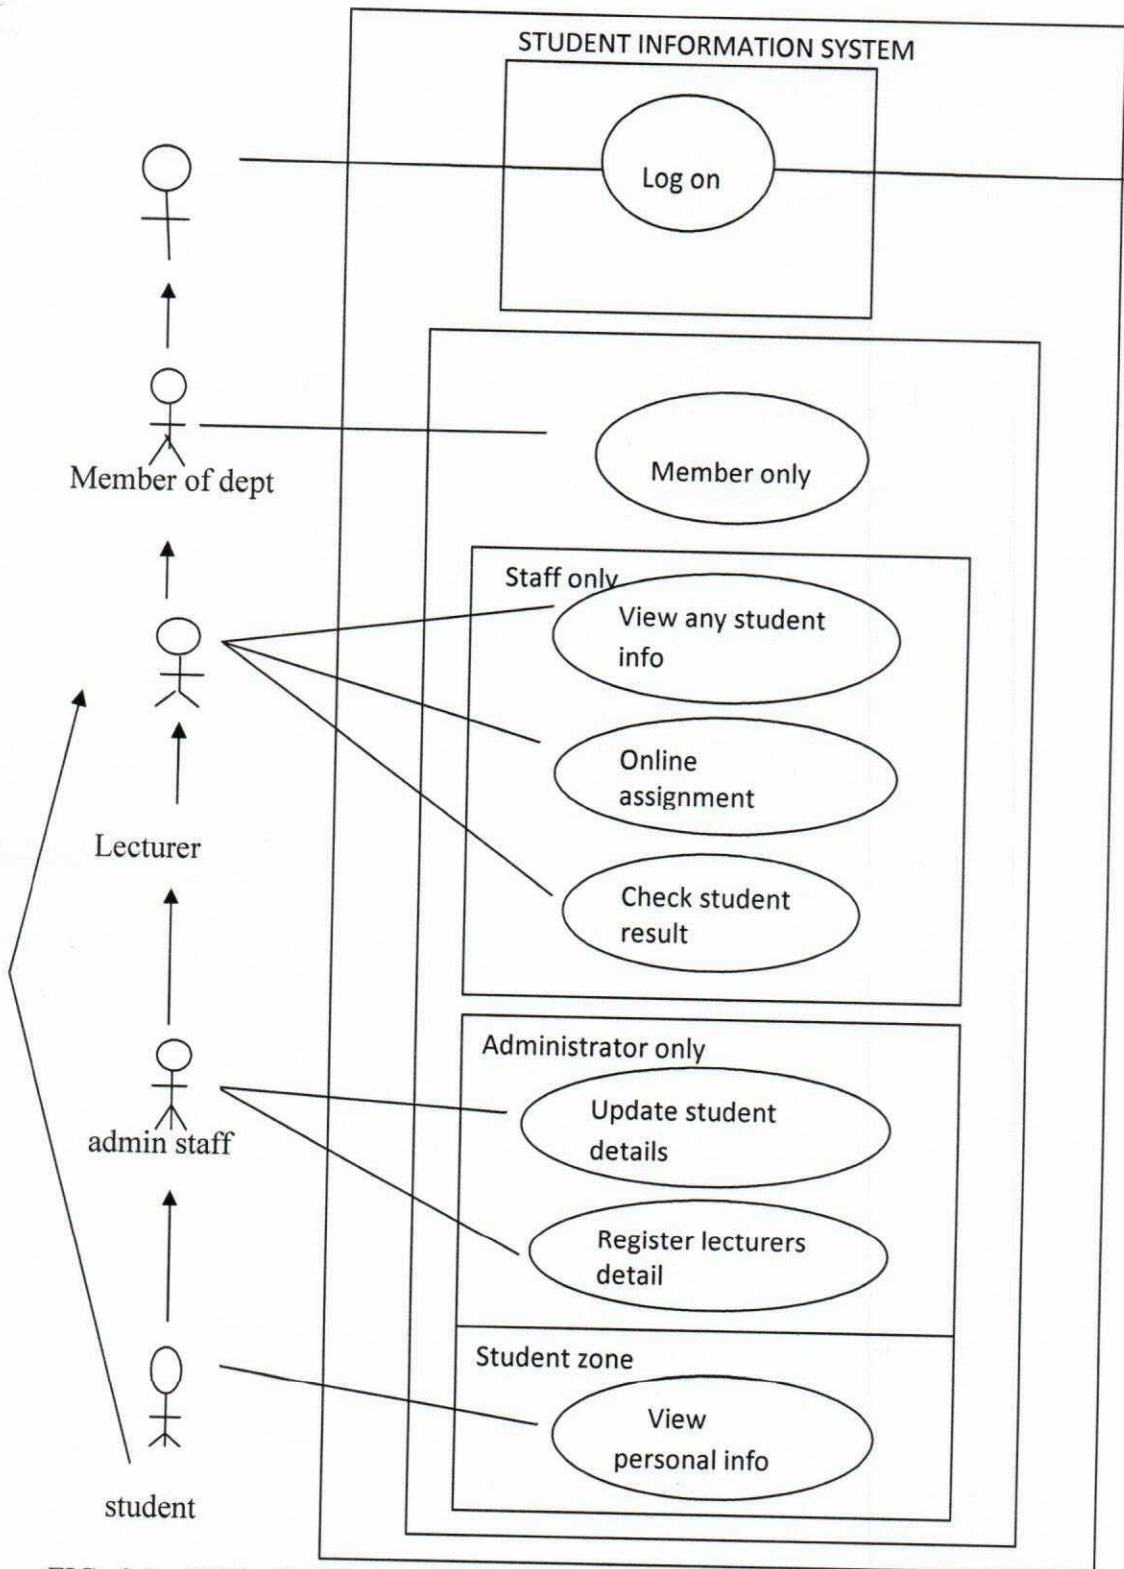 STUDENT INFORMATION SYSTEM
Log on
Member of dept
Member only
Staff only
View any student
info
Online
assignment
Lecturer
Check student
result
Administrator only
Update student
details
admin staff
Register lecturers
detail
Student zone
View
personal info
student